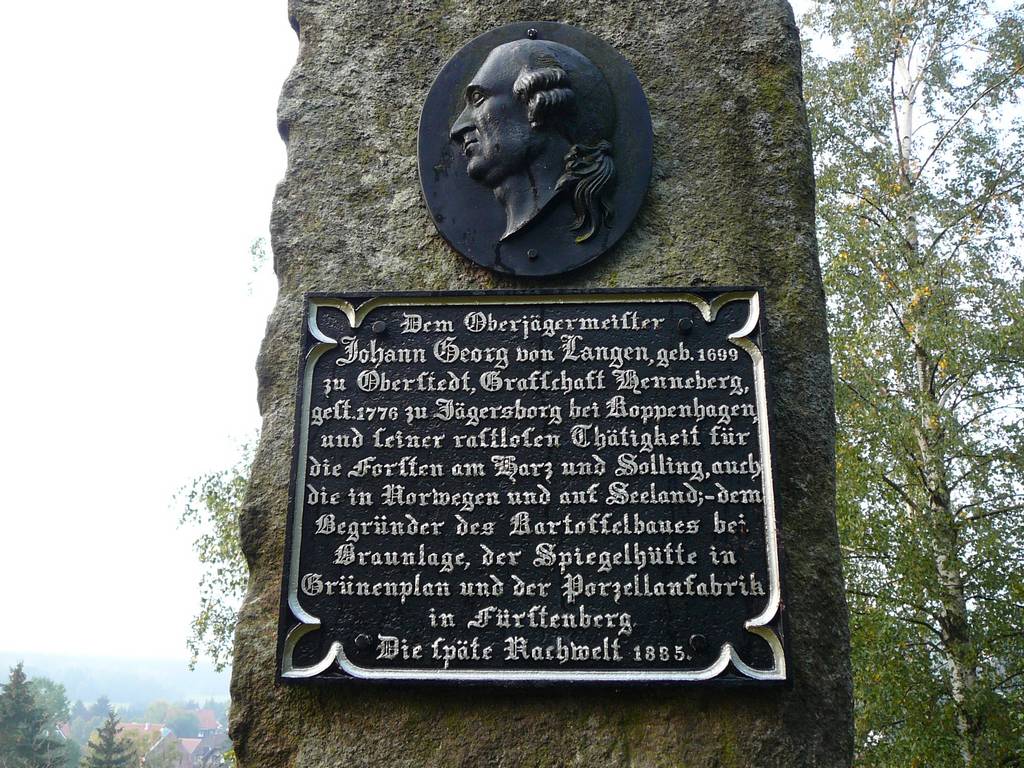 Dem Oberjägermeister
Johann Georg von Langen, geb. 1699
zu Oberstedt, Grafschaft Henneberg,
gest. 1776 zu Jägersborg bei Koppenhagen,
und seiner rastlosen Thätigkeit für
die Forsten am Harz und Solling, auch
die in Norwegen und auf Seeland;-dem
Begründer des Kartoffelbaues bei
Braunlage, der Spiegelhütte in
Grünenplan und der Porzellanfabrik
in Fürstenberg.
Die späte Nachwelt 1885.